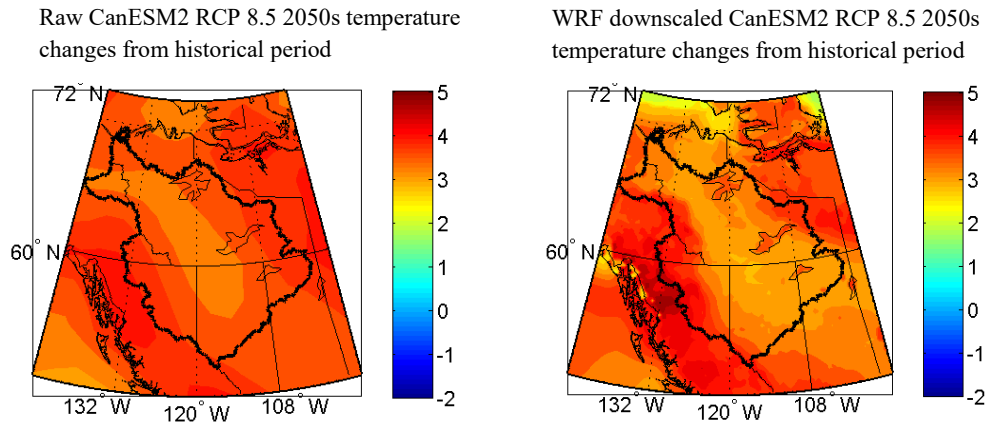 Raw CanESM2 RCP 8.5 2050s temperature
changes from historical period
72° N
60° N
132° W
120° W
108° W
5
4
3
2
1
0
-1
-2
WRF downscaled CanESM2 RCP 8.5 2050s
temperature changes from historical period
72° N
60° N
132° W
120° W
108° W
5
4
3
2
1
0
-1
-2